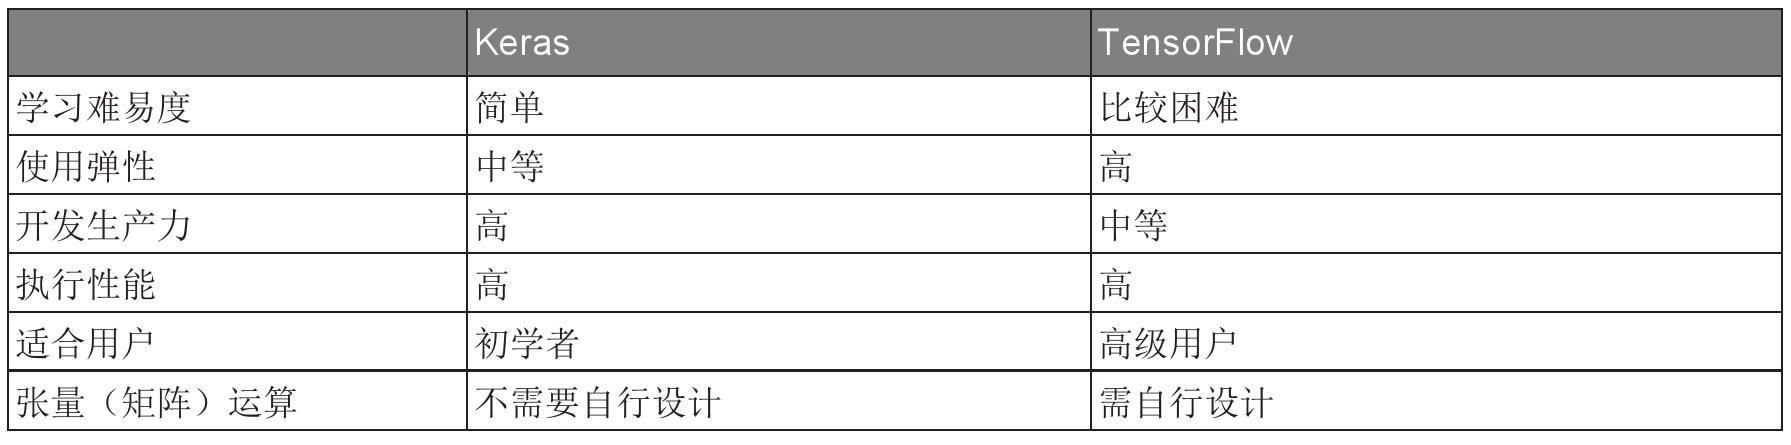 Keras TensorFlow
学习难易度 简单 比较困难
使用弹性 中等 高
开发生产力 高 中等
执行性能 高 高
适合用户 初学者 高级用户
张量（矩阵）运算 不需要自行设计 需自行设计